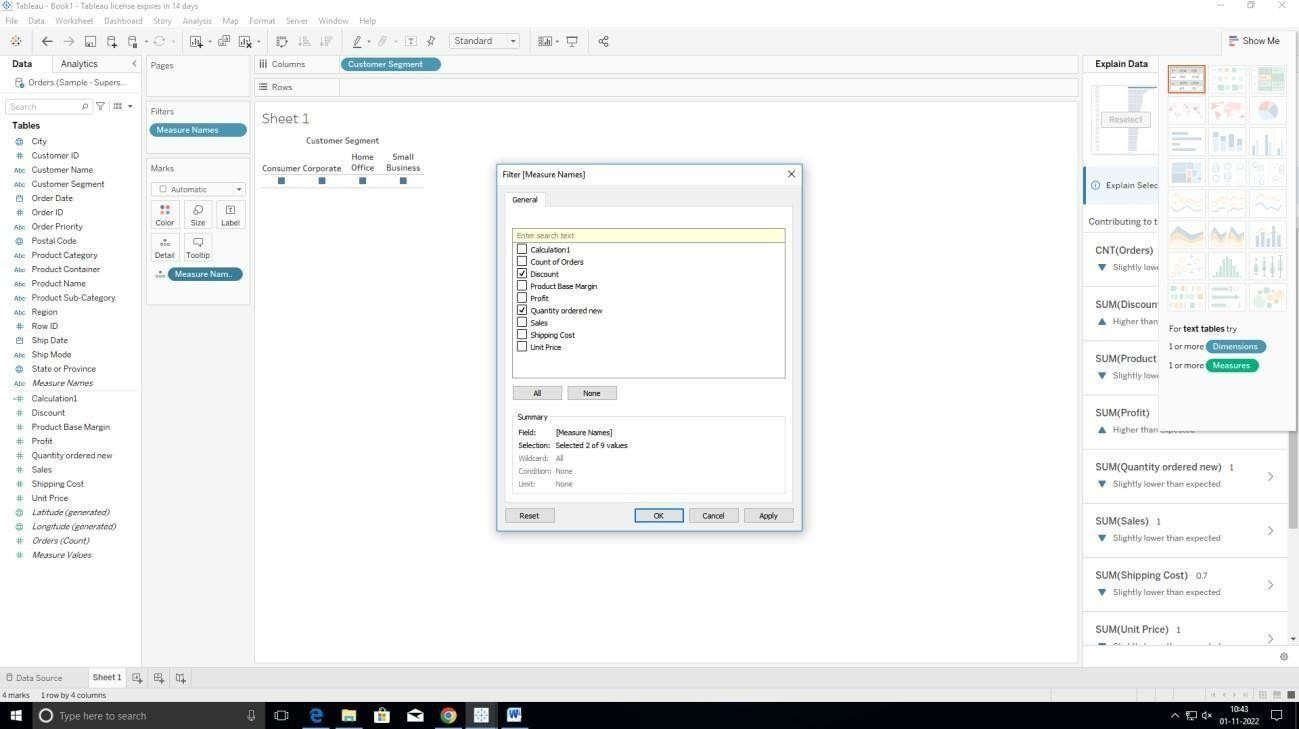 Tableau - Book1 - Tableau license expires in 14 days
File Data Worksheet Dashboard Story Analysis Map Format Server Window Help
Standard
Show Me
Data Analytics
Orders (Sample - Supers...
Search
Tables
City
Customer ID
Abc Customer Name
Abc Customer Segment
Order Date
Order ID
Abc Order Priority
Postal Code
Abc Product Category
Abc Product Container
Abc Product Name
Abc Product Sub-Category
Abc Region
Row ID
Ship Date
Abc Ship Mode
State or Province
Abc Measure Names
Calculation1
Discount
Product Base Margin
Profit
Quantity ordered new
Sales
Shipping Cost
Unit Price
Latitude (generated)
Longitude (generated)
Orders (Count)
Measure Values
Pages
Filters
Measure Names
Marks
Automatic
Color Size Label
Detail Tooltip
Measure Nam..
Columns Customer Segment
Rows
Sheet 1
Customer Segment
Consumer Corporate Home Office Small Business
Filter [Measure Names]
General
Enter search text
Calculation1
Count of Orders
Discount
Product Base Margin
Profit
Quantity ordered new
Sales
Shipping Cost
Unit Price
All None
Summary
Field: [Measure Names]
Selection: Selected 2 of 9 values
Wildcard: All
Condition: None
Limit: None
Reset OK Cancel Apply
Explain Data
Reselect
Explain Selec
Contributing to t
CNT(Orders)
Slightly lowe
SUM(Discoun
Higher than
SUM(Product
Slightly lowe
SUM(Profit)
Higher than expected
SUM(Quantity ordered new) 1
Slightly lower than expected
SUM(Sales) 1
Slightly lower than expected
SUM(Shipping Cost) 0.7
Slightly lower than expected
SUM(Unit Price) 1
For text tables try
1 or more Dimensions
1 or more Measures
Data Source Sheet 1
4 marks 1 row by 4 columns
Type here to search
10:43
01-11-2022